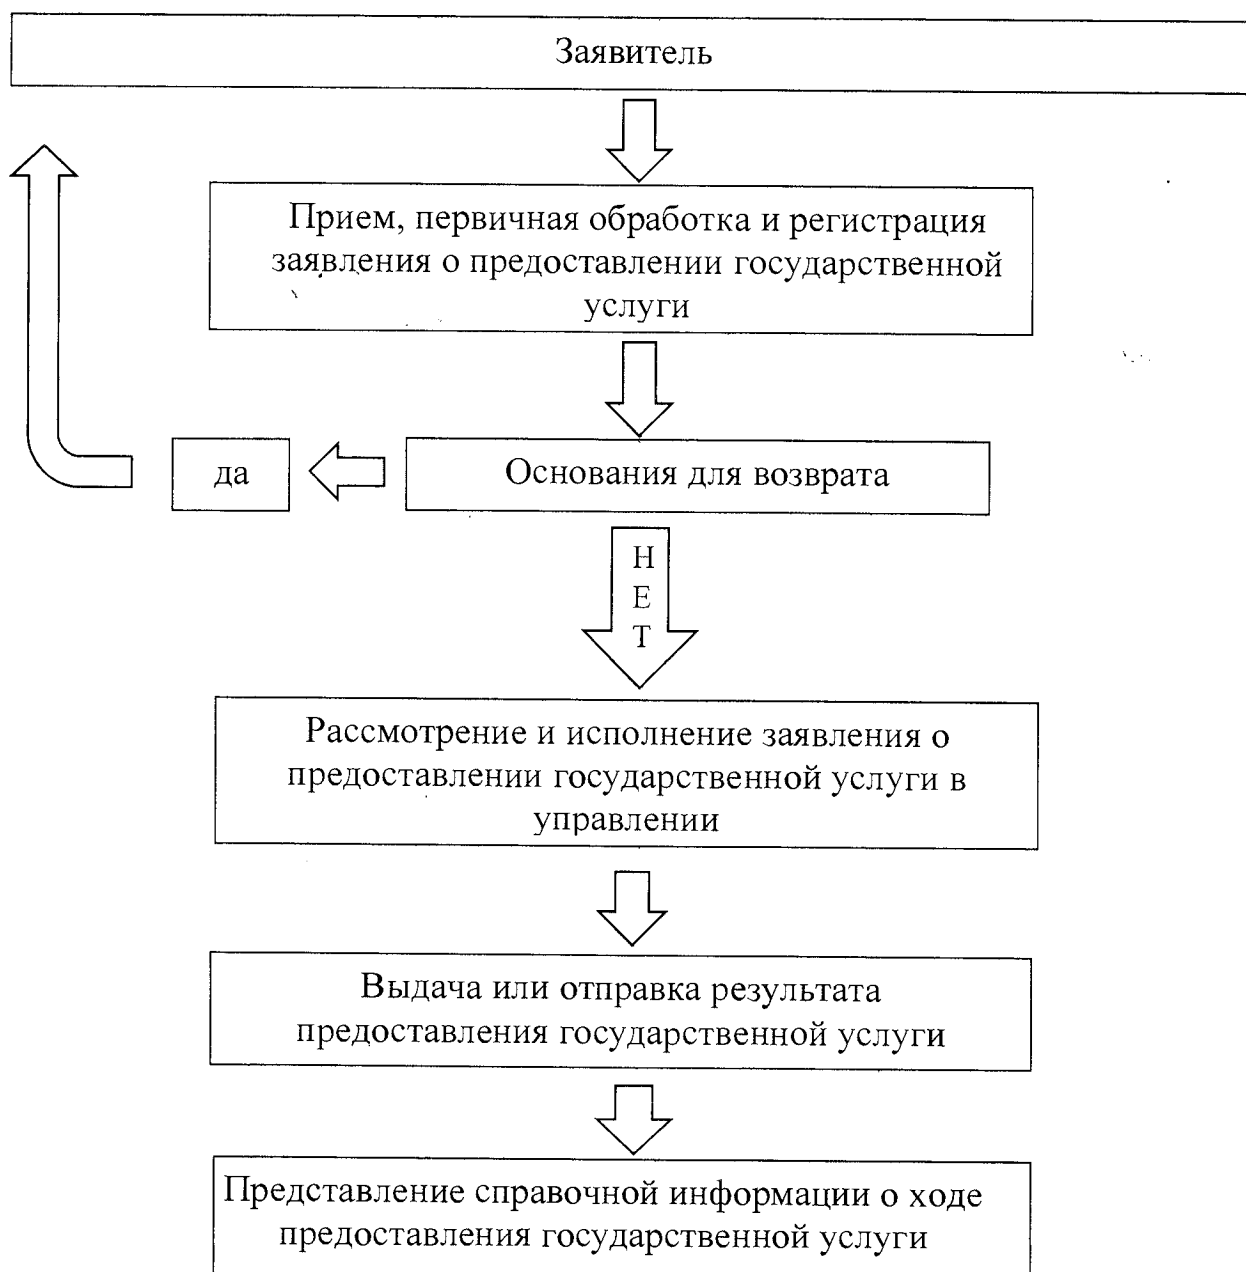 Заявитель
Прием, первичная обработка и регистрация
заявления о предоставлении государственной
услуги
да
Основания для возврата
Н
Е
Т
Рассмотрение и исполнение заявления о
предоставлении государственной услуги в
управлении
Выдача или отправка результата
предоставления государственной услуги
Представление справочной информации о ходе
предоставления государственной услуги